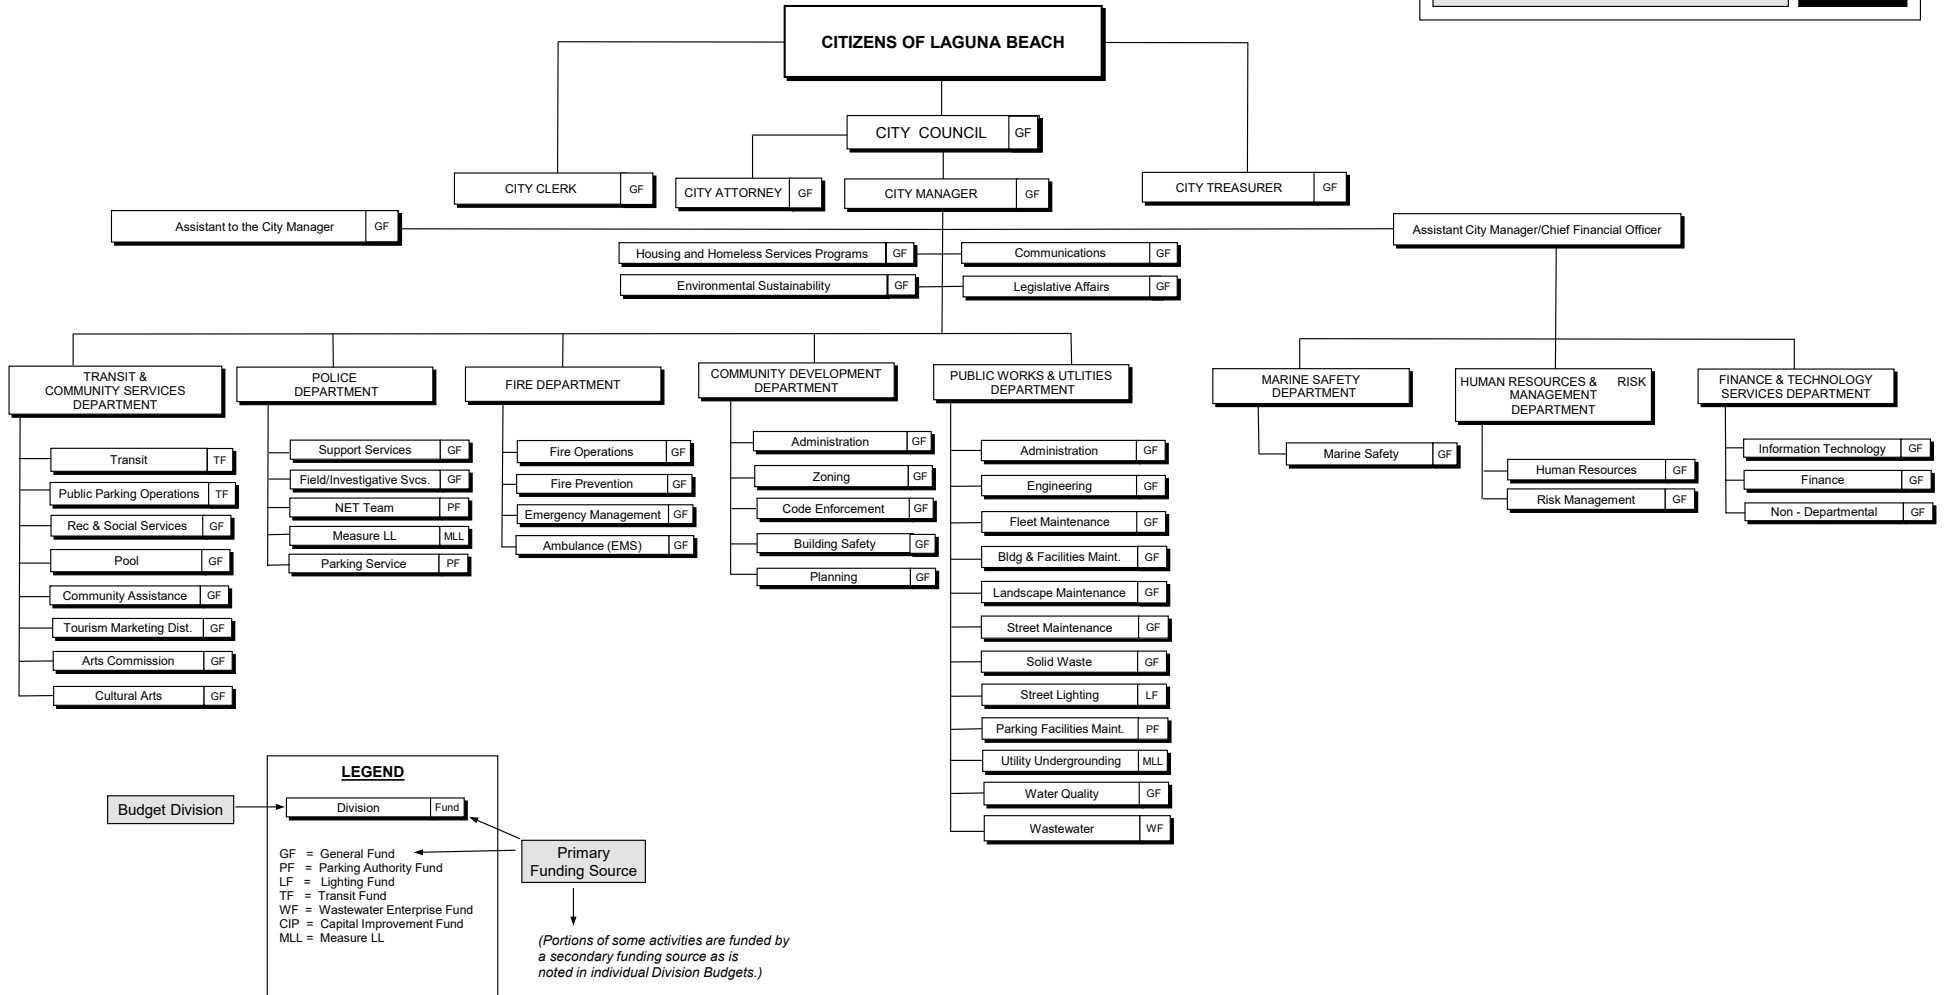 CITIZENS OF LAGUNA BEACH
CITY COUNCIL GF
CITY CLERK GF
CITY ATTORNEY GF
CITY MANAGER GF
CITY TREASURER GF
Assistant to the City Manager GF
Assistant City Manager/Chief Financial Officer
Housing and Homeless Services Programs GF
Communications GF
Environmental Sustainability GF
Legislative Affairs GF
TRANSIT &
COMMUNITY SERVICES
DEPARTMENT
Transit TF
Public Parking Operations TF
Rec & Social Services GF
Pool GF
Community Assistance GF
Tourism Marketing Dist. GF
Arts Commission GF
Cultural Arts GF
POLICE
DEPARTMENT
Support Services GF
Field/Investigative Svcs. GF
NET Team PF
Measure LL MLL
Parking Service PF
FIRE DEPARTMENT
Fire Operations GF
Fire Prevention GF
Emergency Management GF
Ambulance (EMS) GF
COMMUNITY DEVELOPMENT
DEPARTMENT
Administration GF
Zoning GF
Code Enforcement GF
Building Safety GF
Planning GF
PUBLIC WORKS & UTLITIES
DEPARTMENT
Administration GF
Engineering GF
Fleet Maintenance GF
Bldg & Facilities Maint. GF
Landscape Maintenance GF
Street Maintenance GF
Solid Waste GF
Street Lighting LF
Parking Facilities Maint. PF
Utility Undergrounding MLL
Water Quality GF
Wastewater WF
MARINE SAFETY
DEPARTMENT
Marine Safety GF
HUMAN RESOURCES & RISK
MANAGEMENT
DEPARTMENT
Human Resources GF
Risk Management GF
FINANCE & TECHNOLOGY
SERVICES DEPARTMENT
Information Technology GF
Finance GF
Non - Departmental GF
LEGEND
Budget Division
Division Fund
GF = General Fund
PF = Parking Authority Fund
LF = Lighting Fund
TF = Transit Fund
WF = Wastewater Enterprise Fund
CIP = Capital Improvement Fund
MLL = Measure LL
Primary
Funding Source
(Portions of some activities are funded by
a secondary funding source as is
noted in individual Division Budgets.)